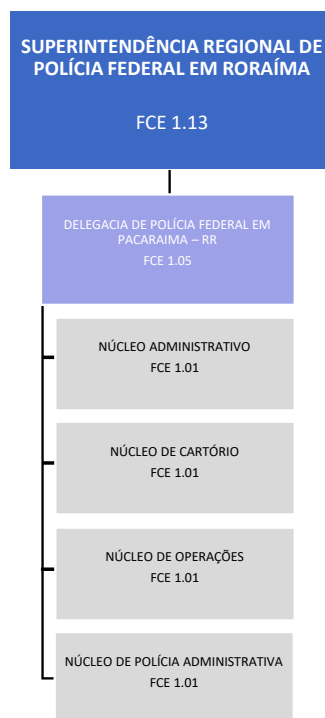 SUPERINTENDÊNCIA REGIONAL DE
POLÍCIA FEDERAL EM RORAÍMA
FCE 1.13
DELEGACIA DE POLÍCIA FEDERAL EM
PACARAIMA – RR
FCE 1.05
NÚCLEO ADMINISTRATIVO
FCE 1.01
NÚCLEO DE CARTÓRIO
FCE 1.01
NÚCLEO DE OPERAÇÕES
FCE 1.01
NÚCLEO DE POLÍCIA ADMINISTRATIVA
FCE 1.01